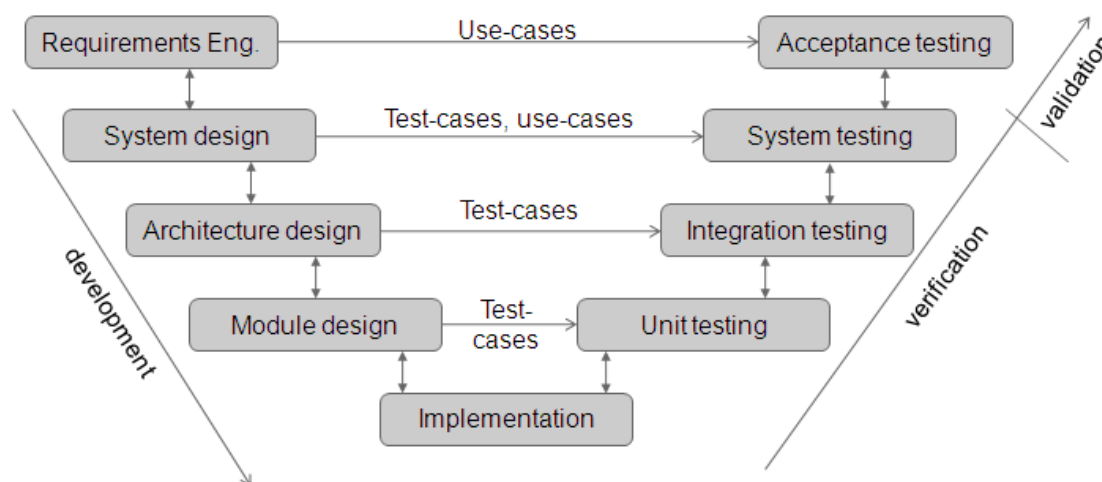 Requirements Eng.
Use-cases
Acceptance testing
System design
Test-cases, use-cases
System testing
validation
Architecture design
Test-cases
Integration testing
development
verification
Module design
Test-
cases
Unit testing
Implementation